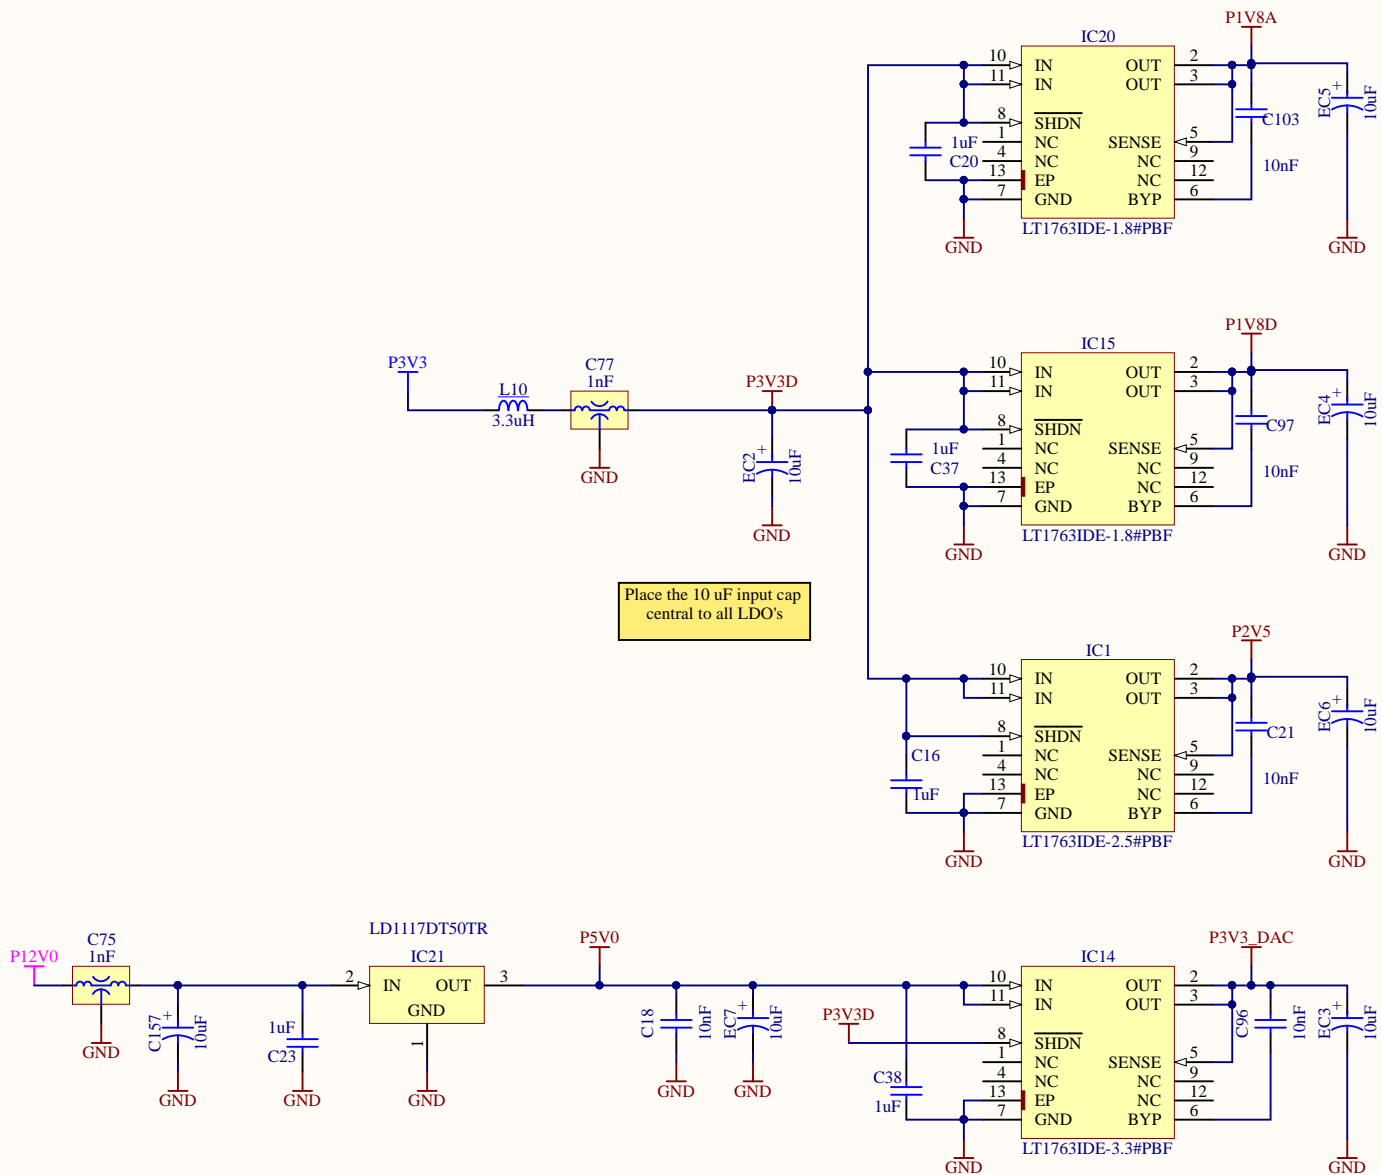 P1V8A
IC20
10 IN OUT 2
11 IN OUT 3
8 SHDN
1 NC SENSE 5
4 NC NC 9
13 EP NC 12
7 GND BYP 6
LT1763IDE-1.8#PBF
1uF
C20
GND
C103
10nF
EC5 + 10uF
GND
P1V8D
IC15
10 IN OUT 2
11 IN OUT 3
8 SHDN
1 NC SENSE 5
4 NC NC 9
13 EP NC 12
7 GND BYP 6
LT1763IDE-1.8#PBF
1uF
C37
GND
C97
10nF
EC4 + 10uF
GND
P3V3
L10
3.3uH
C77
1nF
GND
P3V3D
EC2 + 10uF
GND
Place the 10 uF input cap
central to all LDO's
P2V5
IC1
10 IN OUT 2
11 IN OUT 3
8 SHDN
1 NC SENSE 5
4 NC NC 9
13 EP NC 12
7 GND BYP 6
LT1763IDE-2.5#PBF
C16
1uF
GND
C21
10nF
EC6 + 10uF
GND
P12V0
C75
1nF
GND
C157 + 10uF
GND
1uF
C23
GND
LD1117DT50TR
IC21
2 IN OUT 3
GND
1
GND
P5V0
C18 10nF
GND
EC7 + 10uF
GND
P3V3D
C38
1uF
P3V3_DAC
IC14
10 IN OUT 2
11 IN OUT 3
8 SHDN
1 NC SENSE 5
4 NC NC 9
13 EP NC 12
7 GND BYP 6
LT1763IDE-3.3#PBF
GND
C96 10nF
EC3 + 10uF
GND